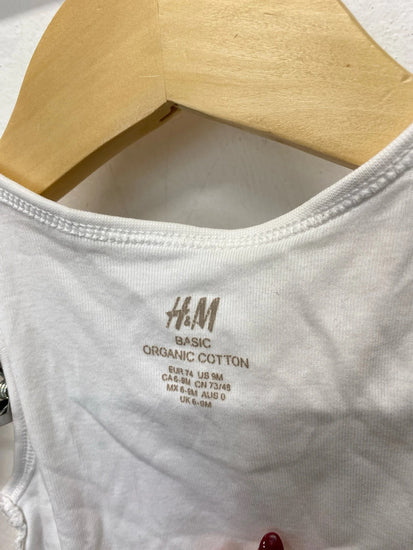 H&M
BASIC
ORGANIC COTTON
EUR 74 US 9M
CA 6-9M CN 73/48
MX 6-9M AUS 0
UK 6-9M